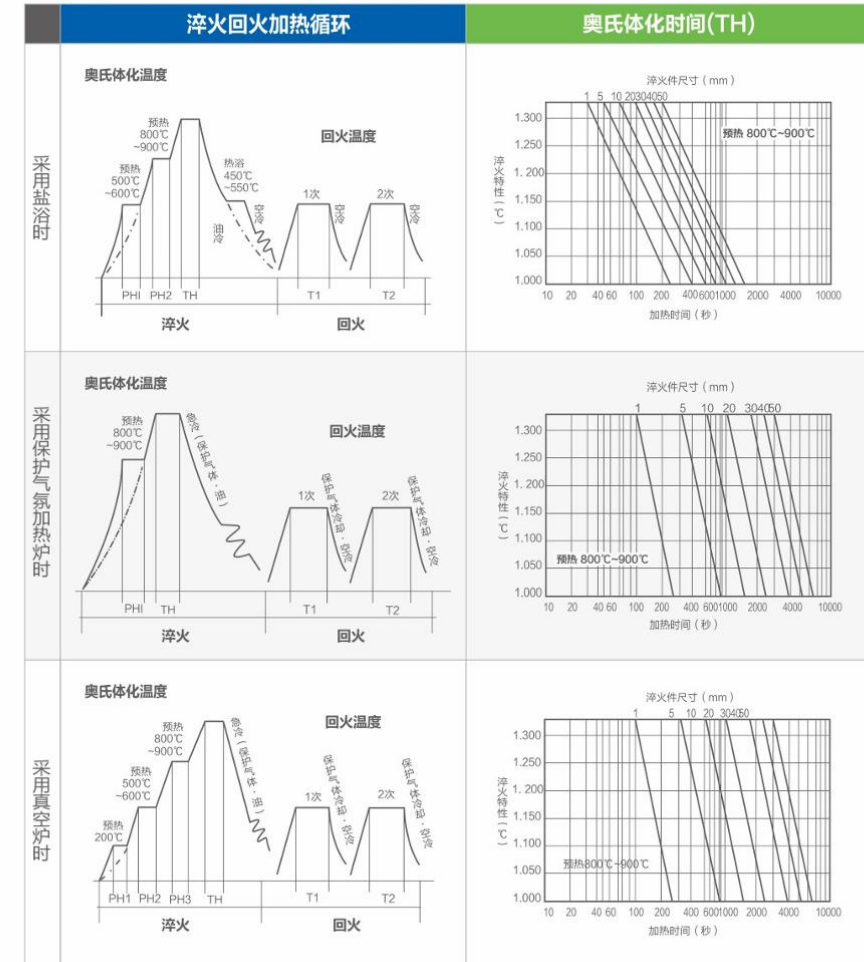 淬火回火加热循环
奥氏体化时间(TH)
采用盐浴时
奥氏体化温度
预热
800℃
~900℃
预热
500℃
~600℃
热浴
450℃
~550℃
空冷
油冷
回火温度
1次
空冷
2次
空冷
PHI PH2 TH
T1
T2
淬火
回火
淬火件尺寸（mm）
1 5 10 20304050
预热 800℃~900℃
淬火特性（℃）
1.300
1.250
1. 200
1.150
1.100
1.050
1.000
10 20 40 60 100 200 4006001000 2000 4000 10000
加热时间（秒）
采用保护气氛加热炉时
奥氏体化温度
预热
800℃
~900℃
急冷（保护气体·油）
回火温度
1次
保护气体冷却·空冷
2次
保护气体冷却·空冷
PHI TH
T1
T2
淬火
回火
淬火件尺寸（mm）
1 5 10 20 304050
淬火特性（℃）
1.300
1.250
1. 200
1.150
1.100
1.050
1.000
预热 800℃~900℃
10 20 40 60 100 200 4006001000 2000 4000 10000
加热时间（秒）
采用真空炉时
奥氏体化温度
预热
800℃
~900℃
预热
500℃
~600℃
预热
200℃
急冷（保护气体·油）
回火温度
1次
保护气体冷却·空冷
2次
保护气体冷却·空冷
PH1 PH2 PH3 TH
T1
T2
淬火
回火
淬火件尺寸（mm）
1 5 10 20 304050
淬火特性（℃）
1.300
1.250
1. 200
1.150
1.100
1.050
1.000
预热800℃~900℃
10 20 40 60 100 200 4006001000 2000 4000 10000
加热时间（秒）